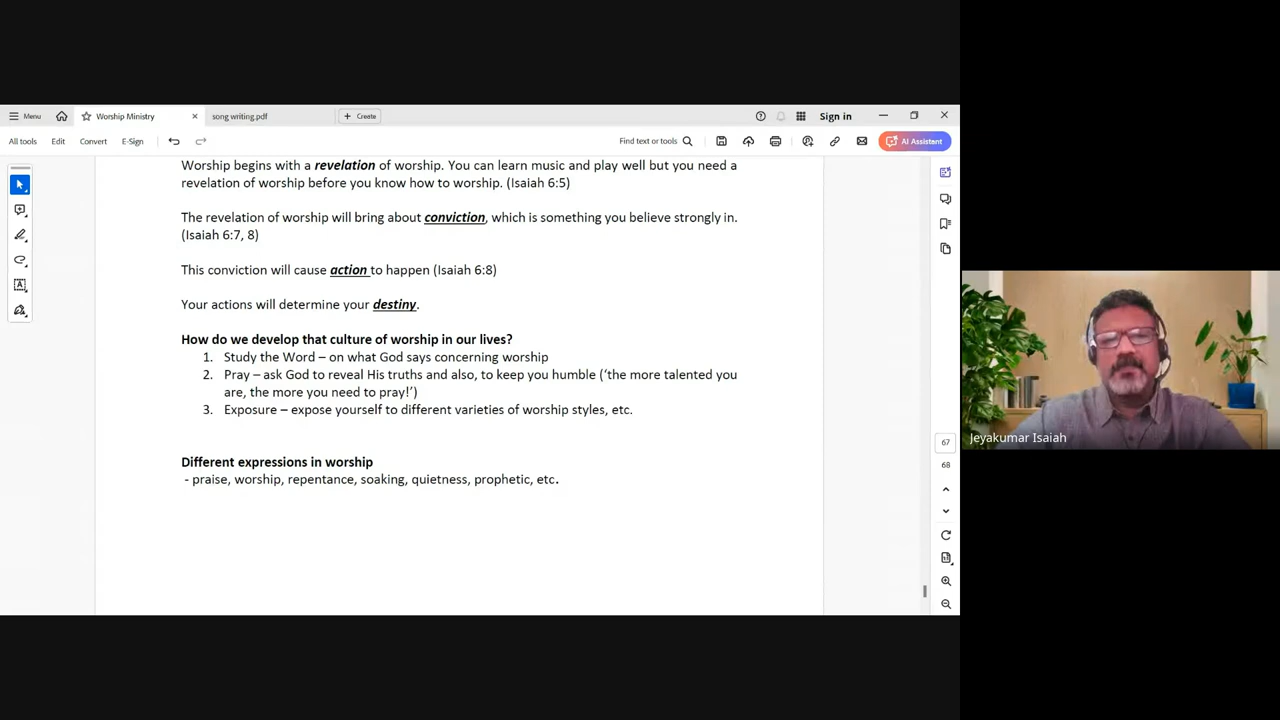 Menu
Worship Ministry
song writing.pdf
Create
Sign in
All tools
Edit
Convert
E-Sign
Find text or tools
AI Assistant
Worship begins with a revelation of worship. You can learn music and play well but you need a
revelation of worship before you know how to worship. (Isaiah 6:5)
The revelation of worship will bring about conviction, which is something you believe strongly in.
(Isaiah 6:7, 8)
This conviction will cause action to happen (Isaiah 6:8)
Your actions will determine your destiny.
How do we develop that culture of worship in our lives?
1. Study the Word – on what God says concerning worship
2. Pray – ask God to reveal His truths and also, to keep you humble (‘the more talented you
are, the more you need to pray!’)
3. Exposure – expose yourself to different varieties of worship styles, etc.
Different expressions in worship
- praise, worship, repentance, soaking, quietness, prophetic, etc.
67
68
Jeyakumar Isaiah